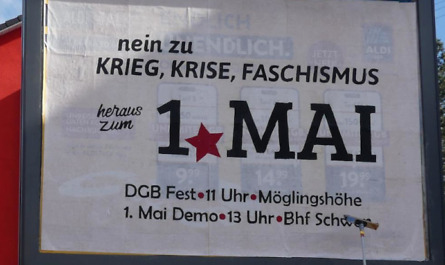 nein zu
KRIEG, KRISE, FASCHISMUS
heraus
zum
1★MAI
DGB Fest•11 Uhr•Möglingshöhe
1. Mai Demo•13 Uhr•Bhf